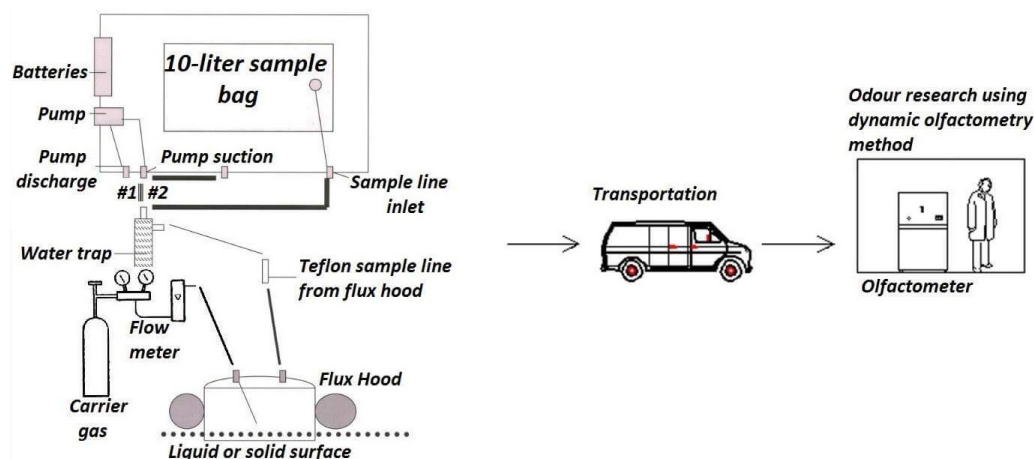 10-liter sample
bag
Batteries
Pump
Pump
discharge
Pump suction
#1
#2
Sample line
inlet
Water trap
Teflon sample line
from flux hood
Flow
meter
Carrier
gas
Flux Hood
Liquid or solid surface
Transportation
Odour research using
dynamic olfactometry
method
1
Olfactometer